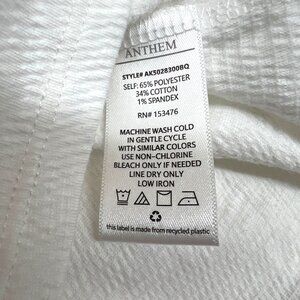 ANTHEM
STYLE# AKS028300BQ
SELF: 65% POLYESTER
34% COTTON
1% SPANDEX
RN# 153476
MACHINE WASH COLD
IN GENTLE CYCLE
WITH SIMILAR COLORS
USE NON-CHLORINE
BLEACH ONLY IF NEEDED
LINE DRY ONLY
LOW IRON
this label is made from recycled plastic